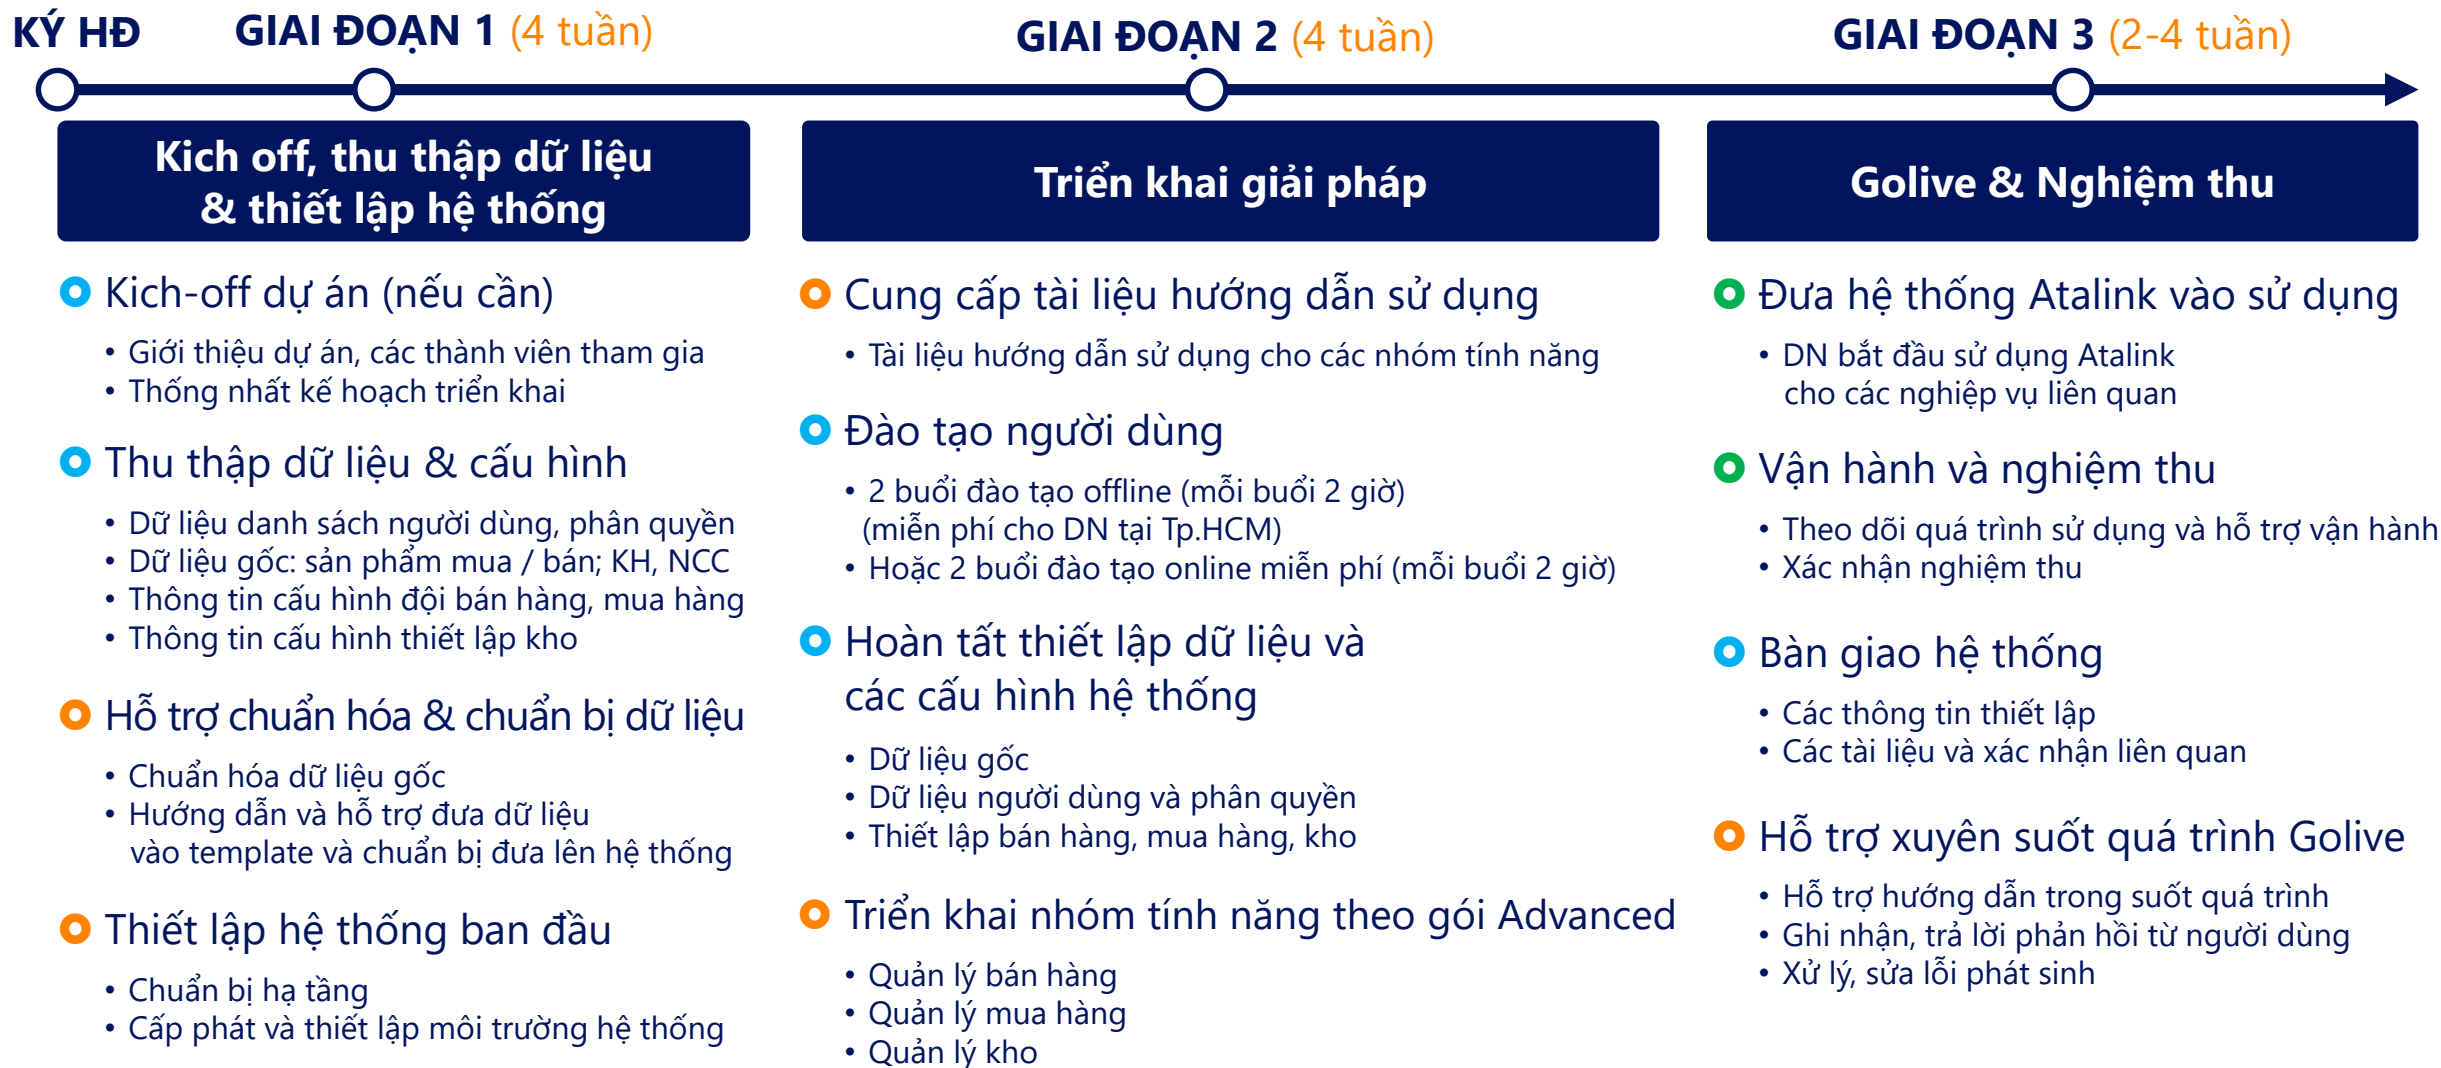 KÝ HĐ
GIAI ĐOẠN 1 (4 tuần)
GIAI ĐOẠN 2 (4 tuần)
GIAI ĐOẠN 3 (2-4 tuần)
Kich off, thu thập dữ liệu
& thiết lập hệ thống
Kich-off dự án (nếu cần)
• Giới thiệu dự án, các thành viên tham gia
• Thống nhất kế hoạch triển khai
Thu thập dữ liệu & cấu hình
• Dữ liệu danh sách người dùng, phân quyền
• Dữ liệu gốc: sản phẩm mua / bán; KH, NCC
• Thông tin cấu hình đội bán hàng, mua hàng
• Thông tin cấu hình thiết lập kho
Hỗ trợ chuẩn hóa & chuẩn bị dữ liệu
• Chuẩn hóa dữ liệu gốc
• Hướng dẫn và hỗ trợ đưa dữ liệu
vào template và chuẩn bị đưa lên hệ thống
Thiết lập hệ thống ban đầu
• Chuẩn bị hạ tầng
• Cấp phát và thiết lập môi trường hệ thống
Triển khai giải pháp
Cung cấp tài liệu hướng dẫn sử dụng
• Tài liệu hướng dẫn sử dụng cho các nhóm tính năng
Đào tạo người dùng
• 2 buổi đào tạo offline (mỗi buổi 2 giờ)
(miễn phí cho DN tại Tp.HCM)
• Hoặc 2 buổi đào tạo online miễn phí (mỗi buổi 2 giờ)
Hoàn tất thiết lập dữ liệu và
các cấu hình hệ thống
• Dữ liệu gốc
• Dữ liệu người dùng và phân quyền
• Thiết lập bán hàng, mua hàng, kho
Triển khai nhóm tính năng theo gói Advanced
• Quản lý bán hàng
• Quản lý mua hàng
• Quản lý kho
Golive & Nghiệm thu
Đưa hệ thống Atalink vào sử dụng
• DN bắt đầu sử dụng Atalink
cho các nghiệp vụ liên quan
Vận hành và nghiệm thu
• Theo dõi quá trình sử dụng và hỗ trợ vận hành
• Xác nhận nghiệm thu
Bàn giao hệ thống
• Các thông tin thiết lập
• Các tài liệu và xác nhận liên quan
Hỗ trợ xuyên suốt quá trình Golive
• Hỗ trợ hướng dẫn trong suốt quá trình
• Ghi nhận, trả lời phản hồi từ người dùng
• Xử lý, sửa lỗi phát sinh